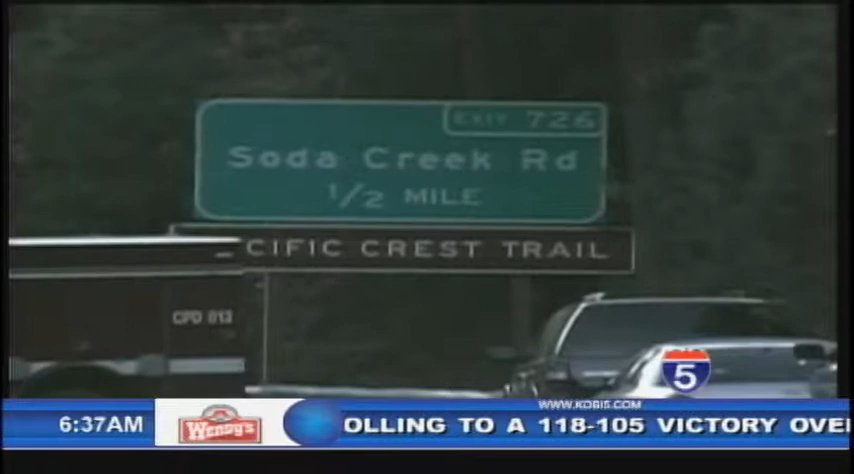 EXIT 726
Soda Creek Rd
1/2 MILE
CIFIC CREST TRAIL
CPD 813
5
WWW.KOBI5.COM
6:37AM
WENDY'S
OLLING TO A 118-105 VICTORY OVE